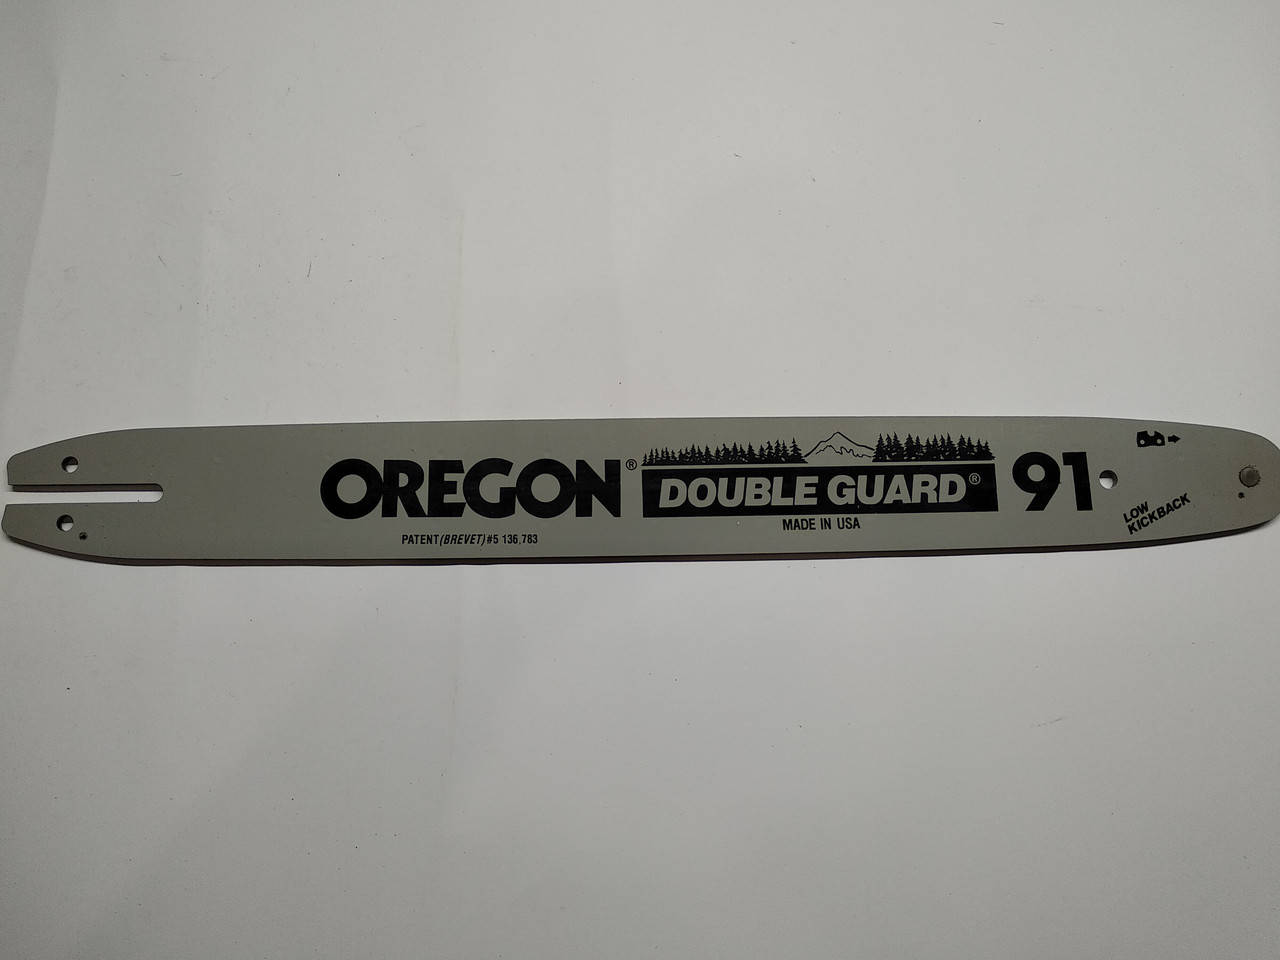 OREGON® DOUBLE GUARD® 91
MADE IN USA
PATENT (BREVET) #5 136,783
LOW
KICKBACK